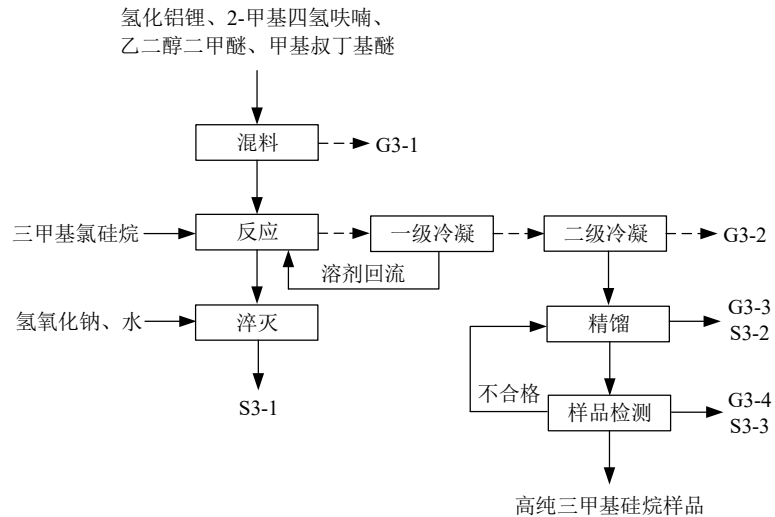 氢化铝锂、2-甲基四氢呋喃、
乙二醇二甲醚、甲基叔丁基醚
混料
G3-1
三甲基氯硅烷
反应
一级冷凝
二级冷凝
G3-2
溶剂回流
氢氧化钠、水
淬灭
精馏
G3-3
S3-2
S3-1
不合格
样品检测
G3-4
S3-3
高纯三甲基硅烷样品